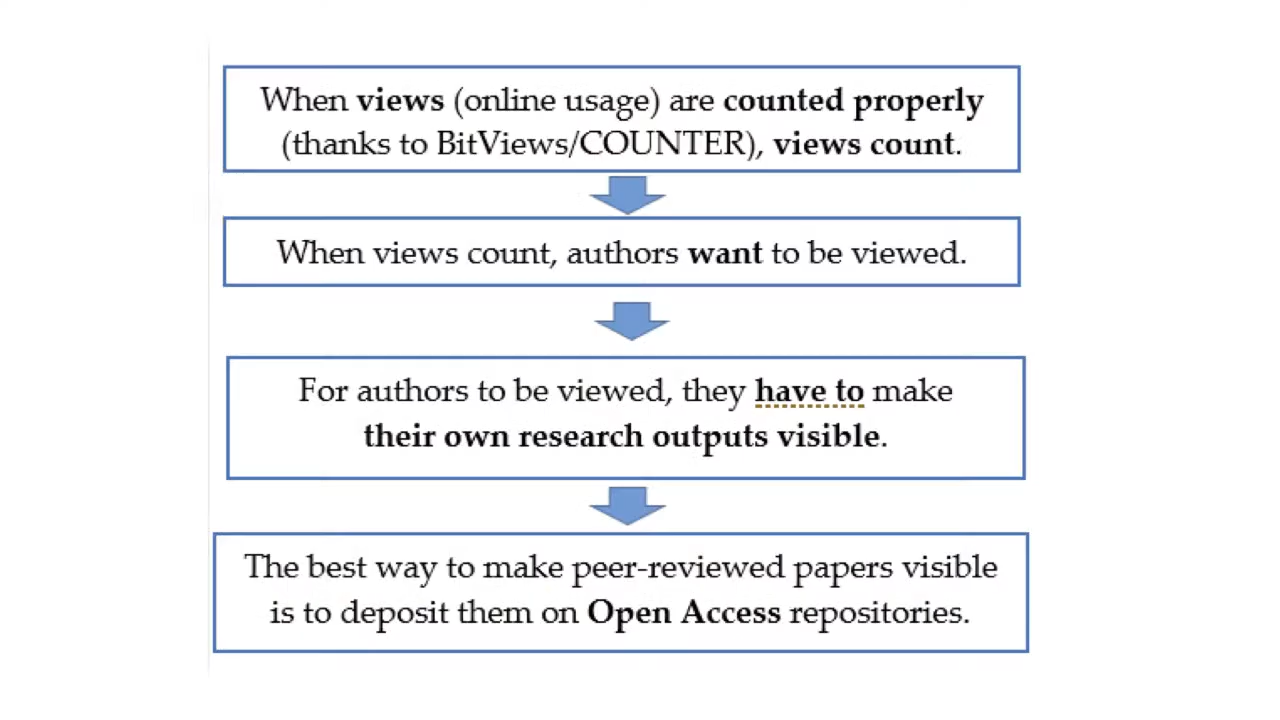 When views (online usage) are counted properly
(thanks to BitViews/COUNTER), views count.
When views count, authors want to be viewed.
For authors to be viewed, they have to make
their own research outputs visible.
The best way to make peer-reviewed papers visible
is to deposit them on Open Access repositories.